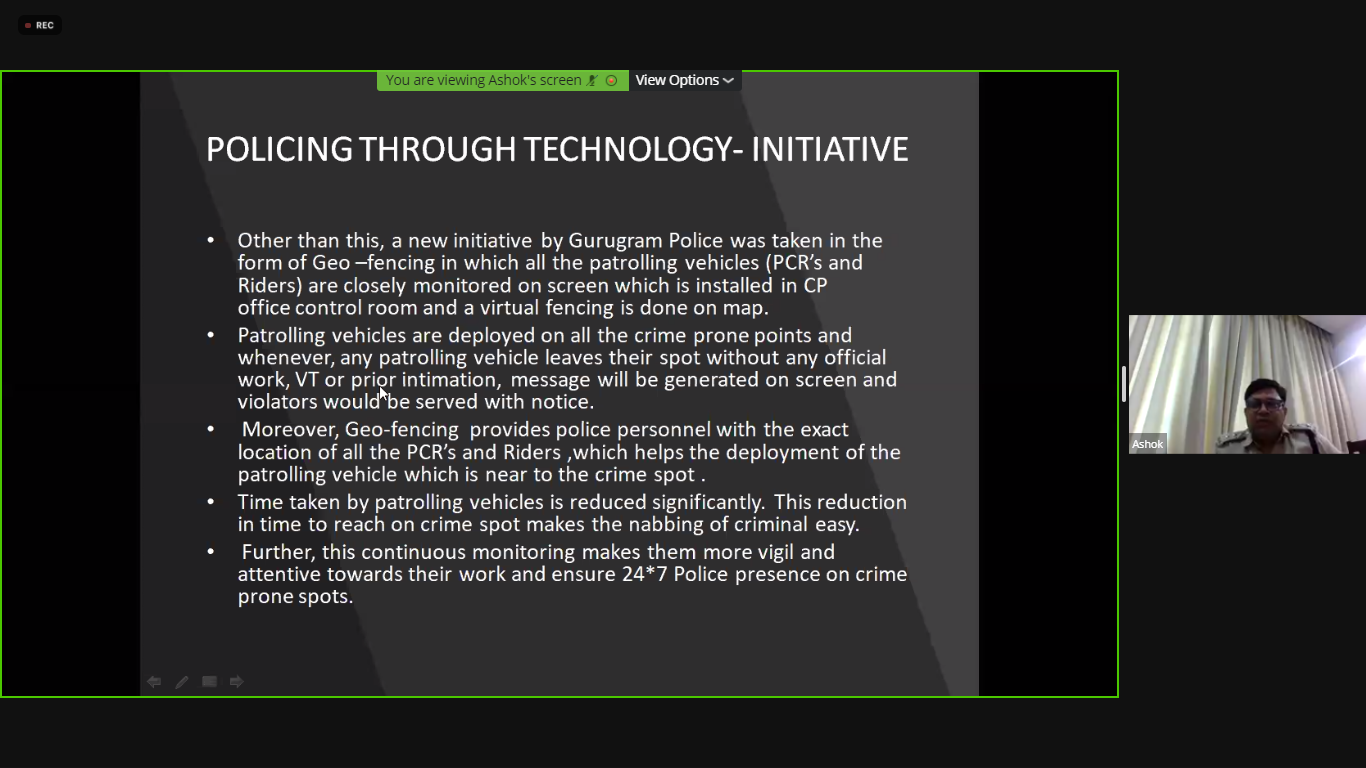 REC
You are viewing Ashok's screen
View Options
POLICING THROUGH TECHNOLOGY- INITIATIVE
• Other than this, a new initiative by Gurugram Police was taken in the
form of Geo –fencing in which all the patrolling vehicles (PCR's and
Riders) are closely monitored on screen which is installed in CP
office control room and a virtual fencing is done on map.
• Patrolling vehicles are deployed on all the crime prone points and
whenever, any patrolling vehicle leaves their spot without any official
work, VT or prior intimation, message will be generated on screen and
violators would be served with notice.
• Moreover, Geo-fencing provides police personnel with the exact
location of all the PCR's and Riders ,which helps the deployment of the
patrolling vehicle which is near to the crime spot .
• Time taken by patrolling vehicles is reduced significantly. This reduction
in time to reach on crime spot makes the nabbing of criminal easy.
• Further, this continuous monitoring makes them more vigil and
attentive towards their work and ensure 24*7 Police presence on crime
prone spots.
Ashok